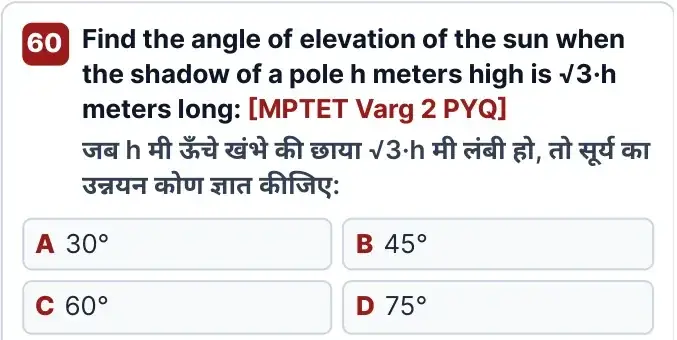 60 Find the angle of elevation of the sun when
the shadow of a pole h meters high is √3·h
meters long: [MPTET Varg 2 PYQ]
जब h मी ऊँचे खंभे की छाया √3·h मी लंबी हो, तो सूर्य का
उन्नयन कोण ज्ञात कीजिए:
A 30° B 45°
C 60° D 75°